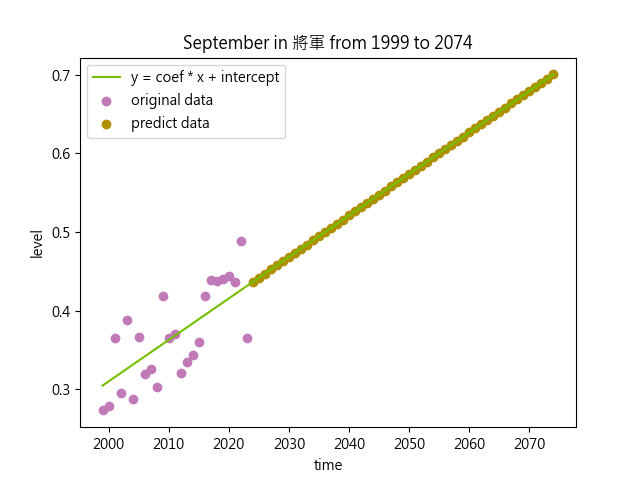 September in 將軍 from 1999 to 2074
y = coef * x + intercept
original data
predict data
level
0.7
0.6
0.5
0.4
0.3
2000 2010 2020 2030 2040 2050 2060 2070
time